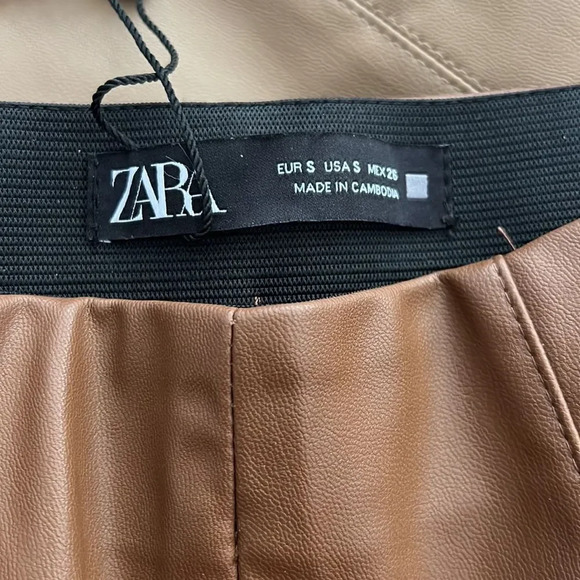 ZARA
EUR S USA S MEX 26
MADE IN CAMBODIA